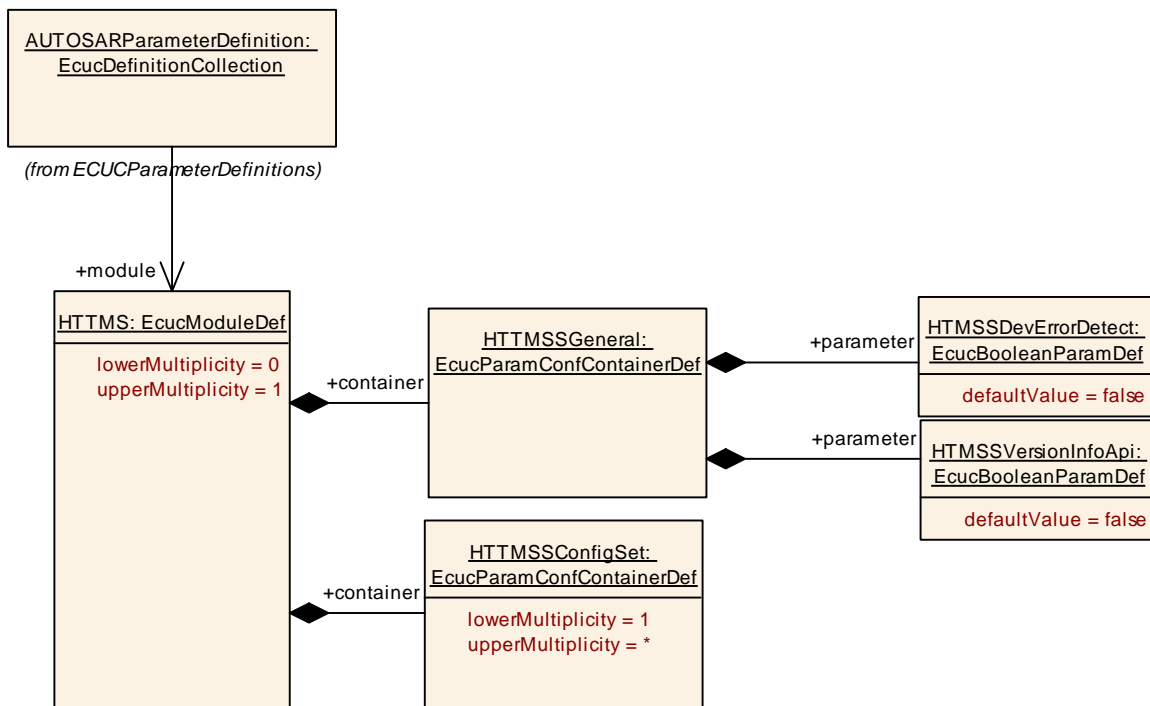 AUTOSARParameterDefinition:
EcucDefinitionCollection
(from ECUCParameterDefinitions)
+module
HTTMS: EcucModuleDef
lowerMultiplicity = 0
upperMultiplicity = 1
+container
HTTMSSGeneral:
EcucParamConfContainerDef
+parameter
HTMSSDevErrorDetect:
EcucBooleanParamDef
defaultValue = false
+parameter
HTMSSVersionInfoApi:
EcucBooleanParamDef
defaultValue = false
+container
HTTMSSConfigSet:
EcucParamConfContainerDef
lowerMultiplicity = 1
upperMultiplicity = *